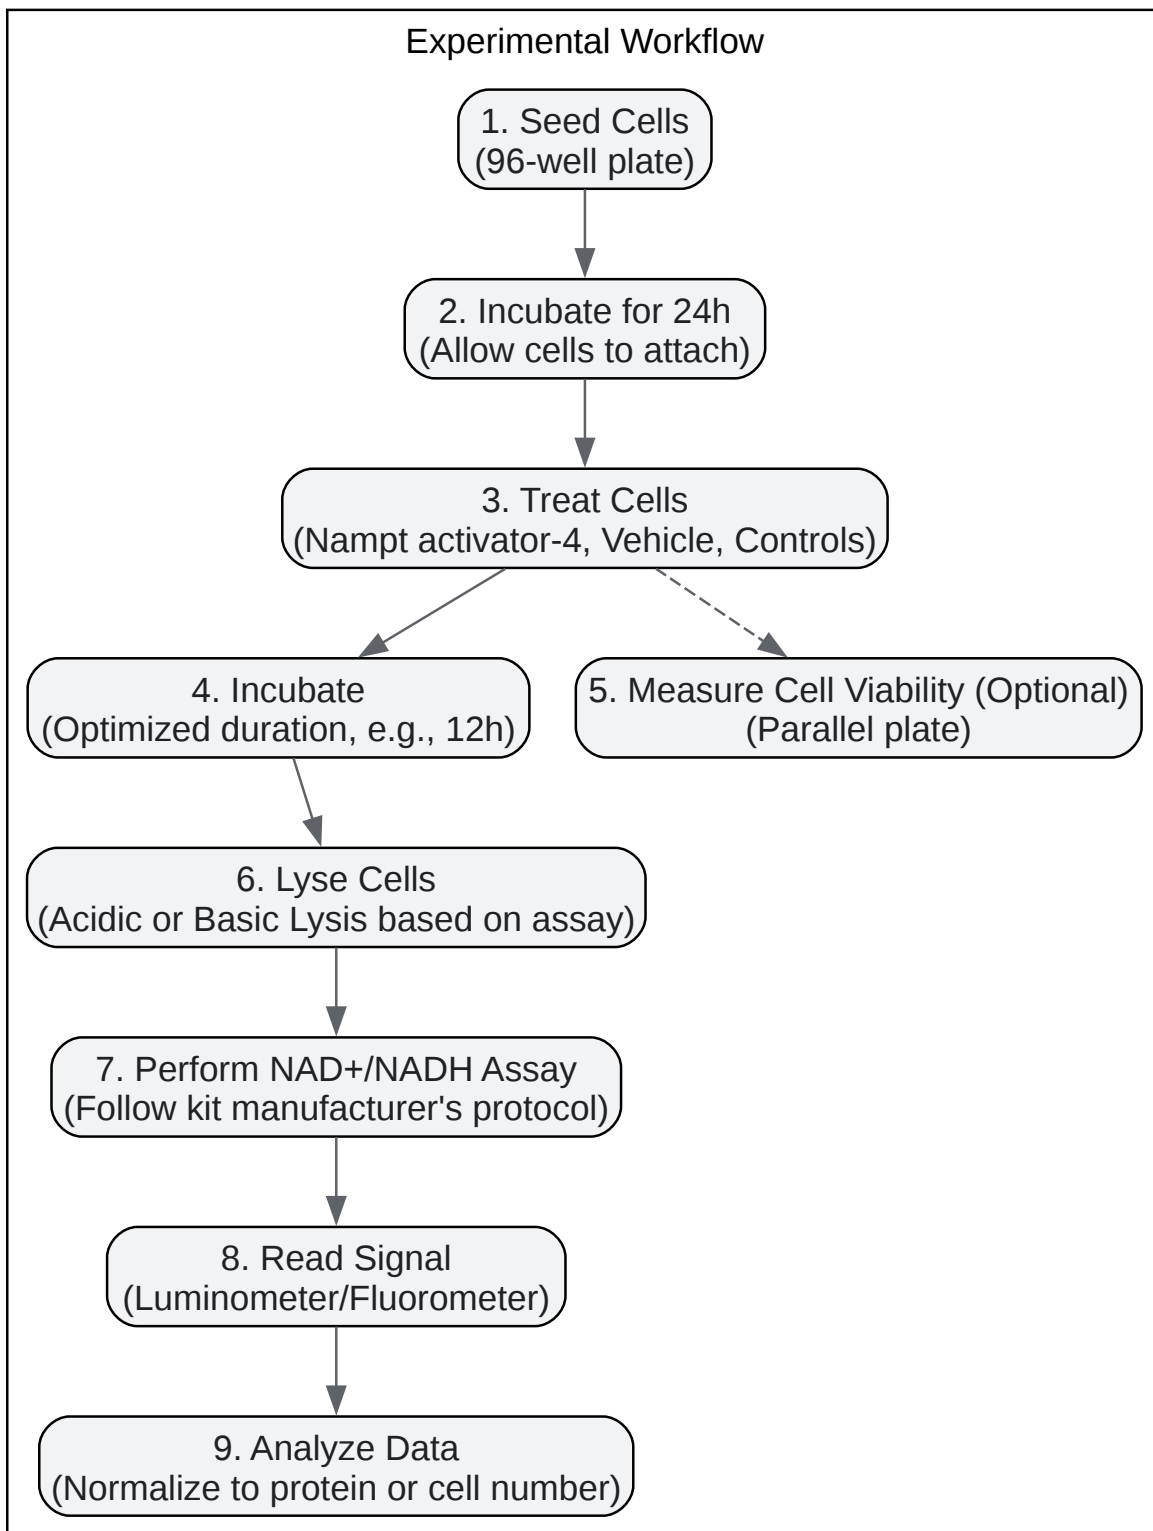 Experimental Workflow
1. Seed Cells
(96-well plate)
2. Incubate for 24h
(Allow cells to attach)
3. Treat Cells
(Nampt activator-4, Vehicle, Controls)
4. Incubate
(Optimized duration, e.g., 12h)
5. Measure Cell Viability (Optional)
(Parallel plate)
6. Lyse Cells
(Acidic or Basic Lysis based on assay)
7. Perform NAD+/NADH Assay
(Follow kit manufacturer's protocol)
8. Read Signal
(Luminometer/Fluorometer)
9. Analyze Data
(Normalize to protein or cell number)